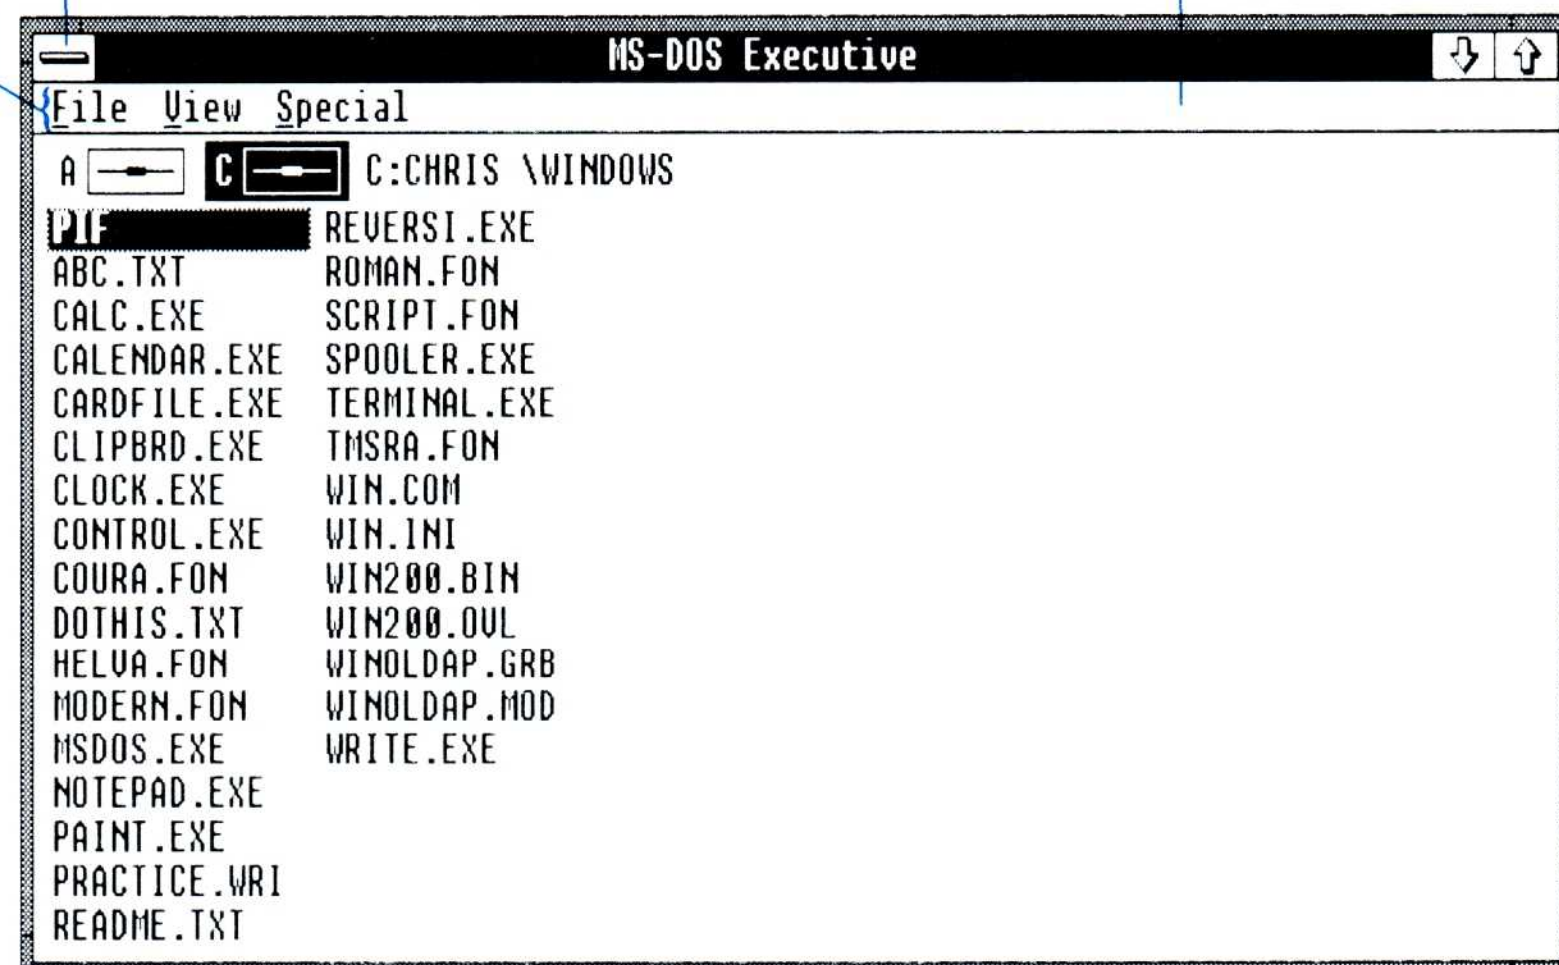 MS-DOS Executive
File View Special
A C C:CHRIS \WINDOWS
PIF
ABC.TXT
CALC.EXE
CALENDAR.EXE
CARDFILE.EXE
CLIPBRD.EXE
CLOCK.EXE
CONTROL.EXE
COURA.FON
DOTHIS.TXT
HELVA.FON
MODERN.FON
MSDOS.EXE
NOTEPAD.EXE
PAINT.EXE
PRACTICE.WRI
README.TXT
REVERSI.EXE
ROMAN.FON
SCRIPT.FON
SPOOLER.EXE
TERMINAL.EXE
TMSRA.FON
WIN.COM
WIN.INI
WIN200.BIN
WIN200.OVL
WINOLDAP.GRB
WINOLDAP.MOD
WRITE.EXE